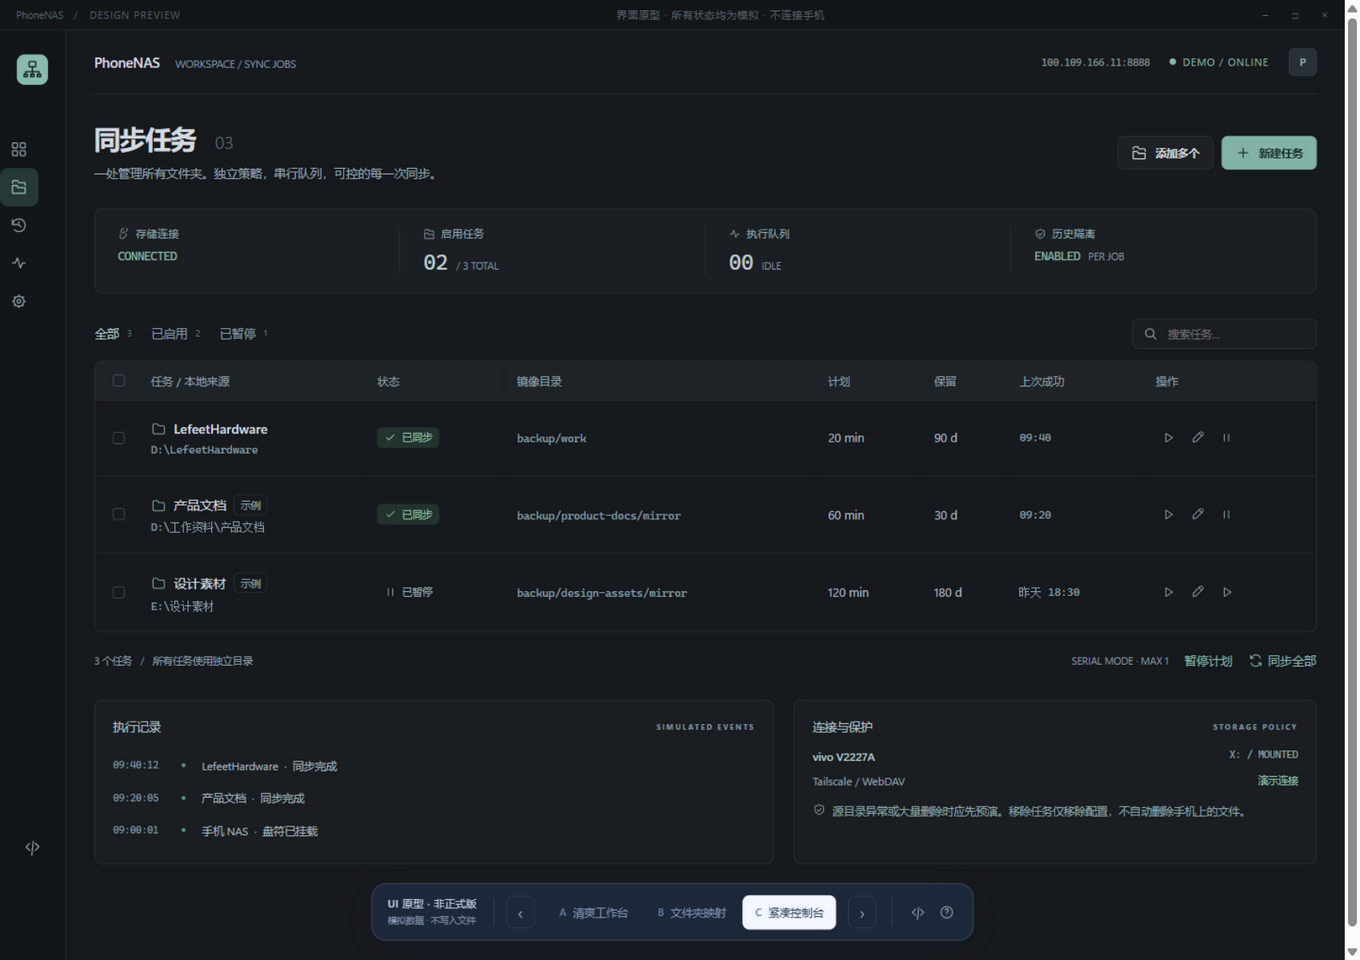 PhoneNAS / DESIGN PREVIEW
界面原型 · 所有状态均为模拟 · 不连接手机
PhoneNAS WORKSPACE / SYNC JOBS
100.109.166.11:8888 DEMO / ONLINE P
同步任务 03
一处管理所有文件夹。独立策略，串行队列，可控的每一次同步。
添加多个
新建任务
存储连接
CONNECTED
启用任务
02 / 3 TOTAL
执行队列
00 IDLE
历史隔离
ENABLED PER JOB
全部 3 已启用 2 已暂停 1
搜索任务...
任务 / 本地来源 状态 镜像目录 计划 保留 上次成功 操作
LefeetHardware
D:\LefeetHardware
已同步 backup/work 20 min 90 d 09:40
产品文档 示例
D:\工作资料\产品文档
已同步 backup/product-docs/mirror 60 min 30 d 09:20
设计素材 示例
E:\设计素材
已暂停 backup/design-assets/mirror 120 min 180 d 昨天 18:30
3 个任务 / 所有任务使用独立目录
SERIAL MODE · MAX 1 暂停计划 同步全部
执行记录 SIMULATED EVENTS
09:40:12 LefeetHardware · 同步完成
09:20:05 产品文档 · 同步完成
09:00:01 手机 NAS · 盘符已挂载
连接与保护 STORAGE POLICY
vivo V2227A X: / MOUNTED
Tailscale / WebDAV 演示连接
源目录异常或大量删除时应先预演。移除任务仅移除配置，不自动删除手机上的文件。
UI 原型 · 非正式版
模拟数据 · 不写入文件
A 清爽工作台 B 文件夹映射 C 紧凑控制台